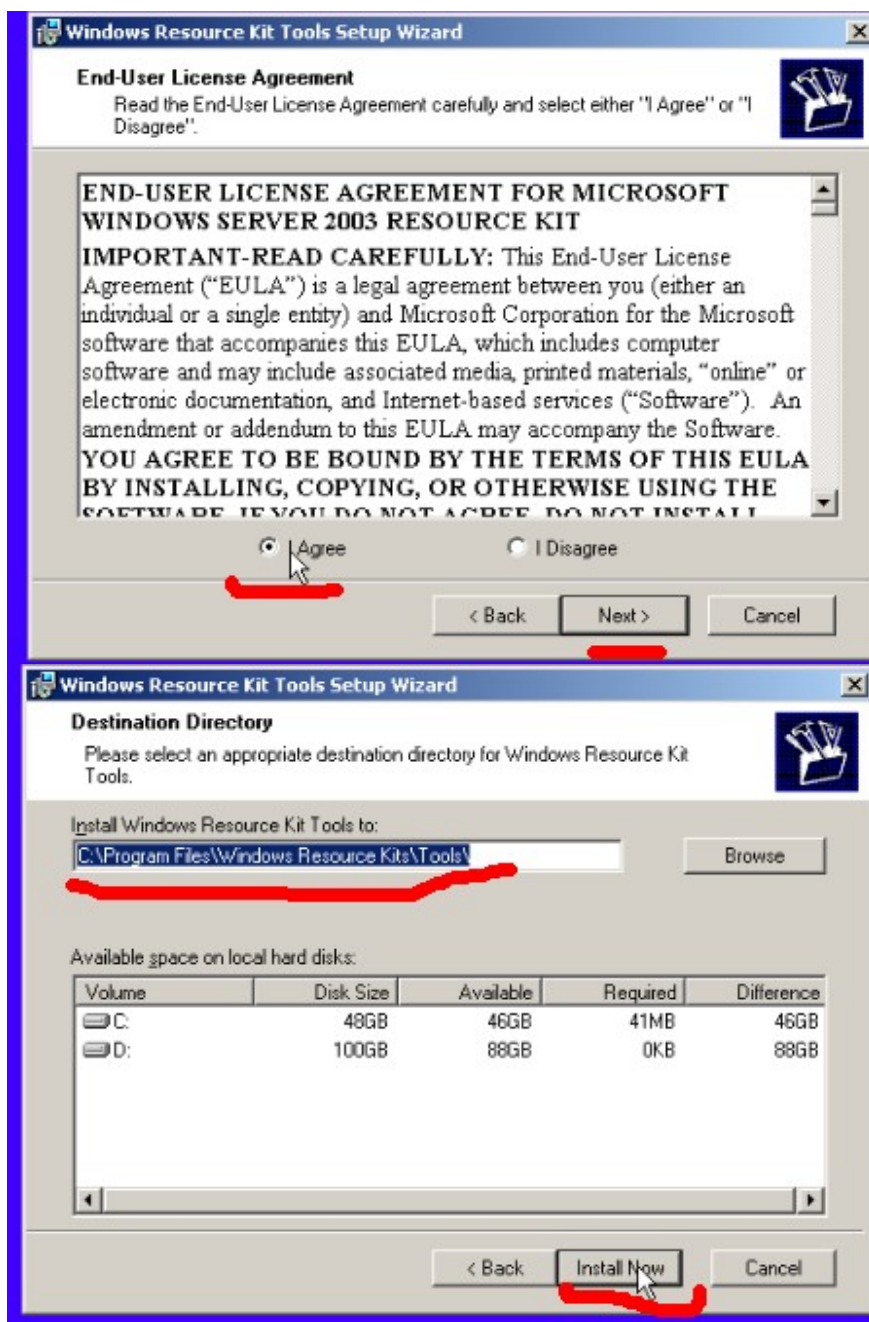 Windows Resource Kit Tools Setup Wizard
End-User License Agreement
Read the End-User License Agreement carefully and select either "I Agree" or "I
Disagree".
END-USER LICENSE AGREEMENT FOR MICROSOFT
WINDOWS SERVER 2003 RESOURCE KIT
IMPORTANT-READ CAREFULLY: This End-User License
Agreement (“EULA”) is a legal agreement between you (either an
individual or a single entity) and Microsoft Corporation for the Microsoft
software that accompanies this EULA, which includes computer
software and may include associated media, printed materials, “online” or
electronic documentation, and Internet-based services (“Software”). An
amendment or addendum to this EULA may accompany the Software.
YOU AGREE TO BE BOUND BY THE TERMS OF THIS EULA
BY INSTALLING, COPYING, OR OTHERWISE USING THE
SOFTWARE. IF YOU DO NOT AGREE, DO NOT INSTALL
I Agree I Disagree
< Back Next > Cancel
Windows Resource Kit Tools Setup Wizard
Destination Directory
Please select an appropriate destination directory for Windows Resource Kit
Tools.
Install Windows Resource Kit Tools to:
C:\Program Files\Windows Resource Kits\Tools\ Browse
Available space on local hard disks:
Volume Disk Size Available Required Difference
C: 48GB 46GB 41MB 46GB
D: 100GB 88GB 0KB 88GB
< Back Install Now Cancel